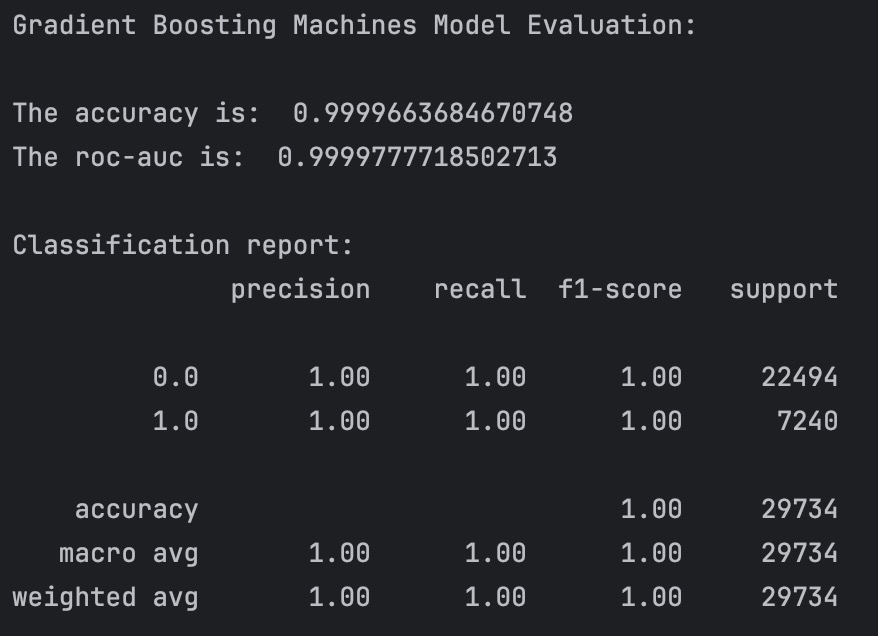 Gradient Boosting Machines Model Evaluation:
The accuracy is:  0.9999663684670748
The roc-auc is:  0.9999777718502713
Classification report:
              precision    recall  f1-score   support
         0.0       1.00      1.00      1.00     22494
         1.0       1.00      1.00      1.00      7240
    accuracy                           1.00     29734
   macro avg       1.00      1.00      1.00     29734
weighted avg       1.00      1.00      1.00     29734